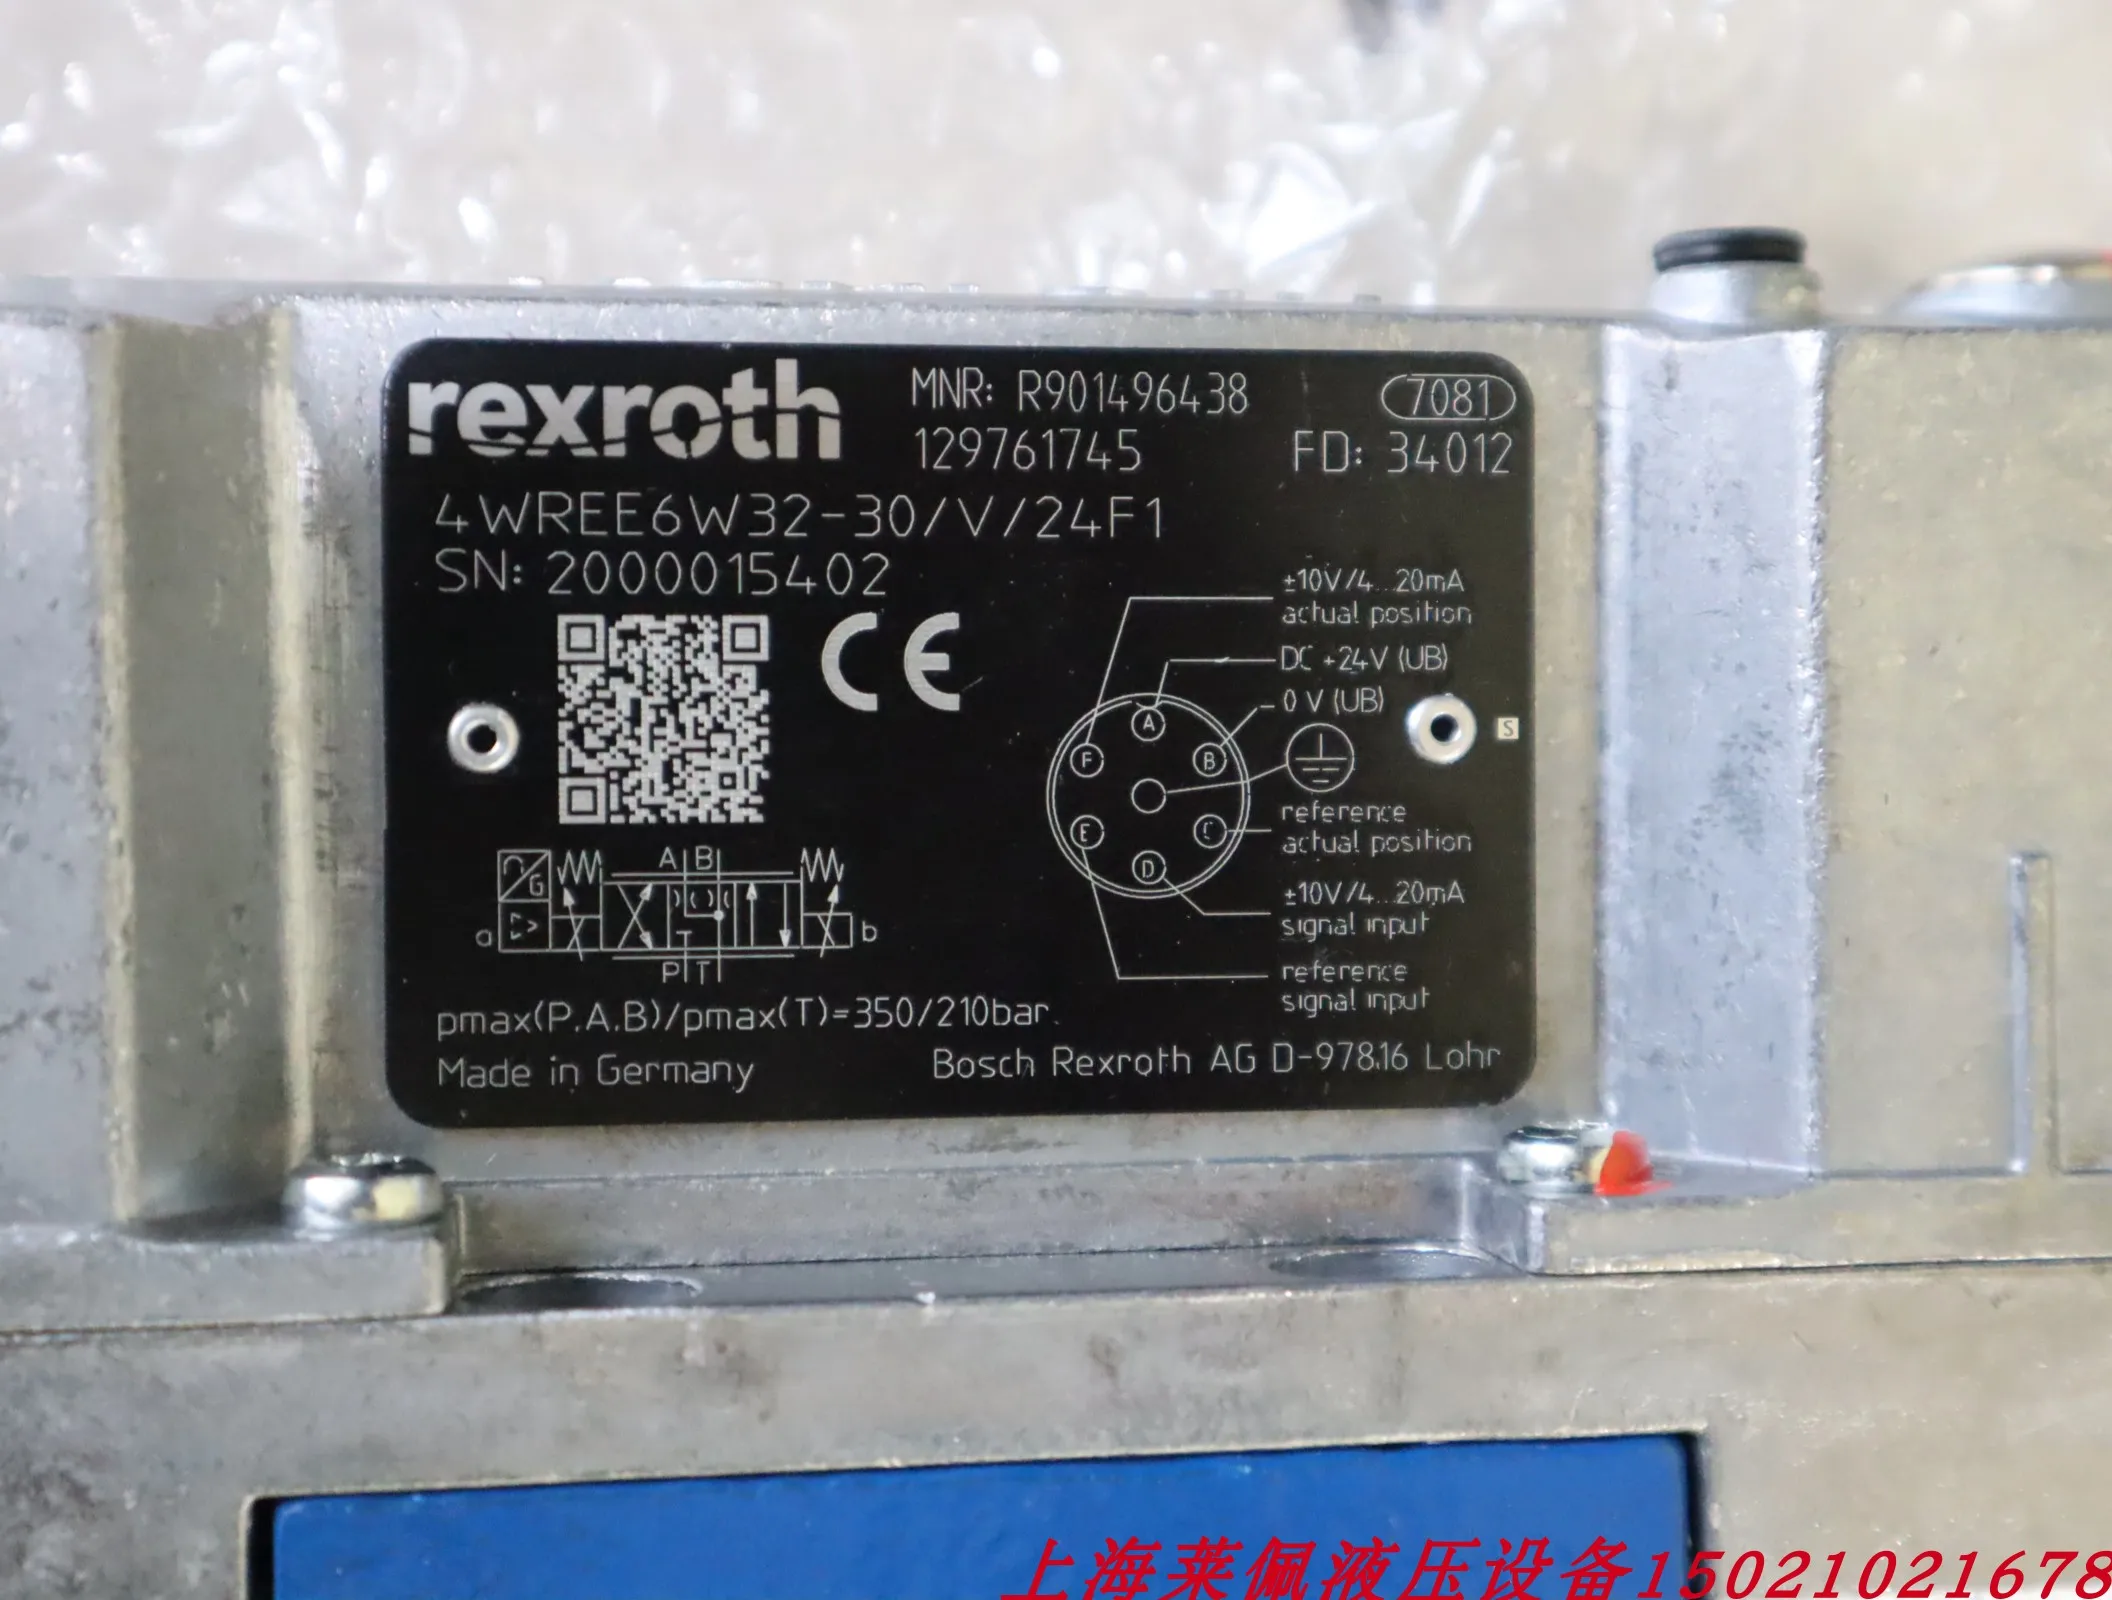 rexroth
MNR: R901496438
7081
129761745
FD: 34012
4WREE6W32-30/V/24F1
SN: 2000015402
CE
±10V/4...20mA
actual position
DC +24V (UB)
0 V (UB)
A
F
B
S
E
C
D
reference
actual position
±10V/4...20mA
signal input
reference
signal input
A B
G
a
b
T
P T
pmax(P.A.B)/pmax(T)=350/210bar.
Made in Germany
Bosch Rexroth AG D-97816 Lohr
上海莱佩液压设备15021021678